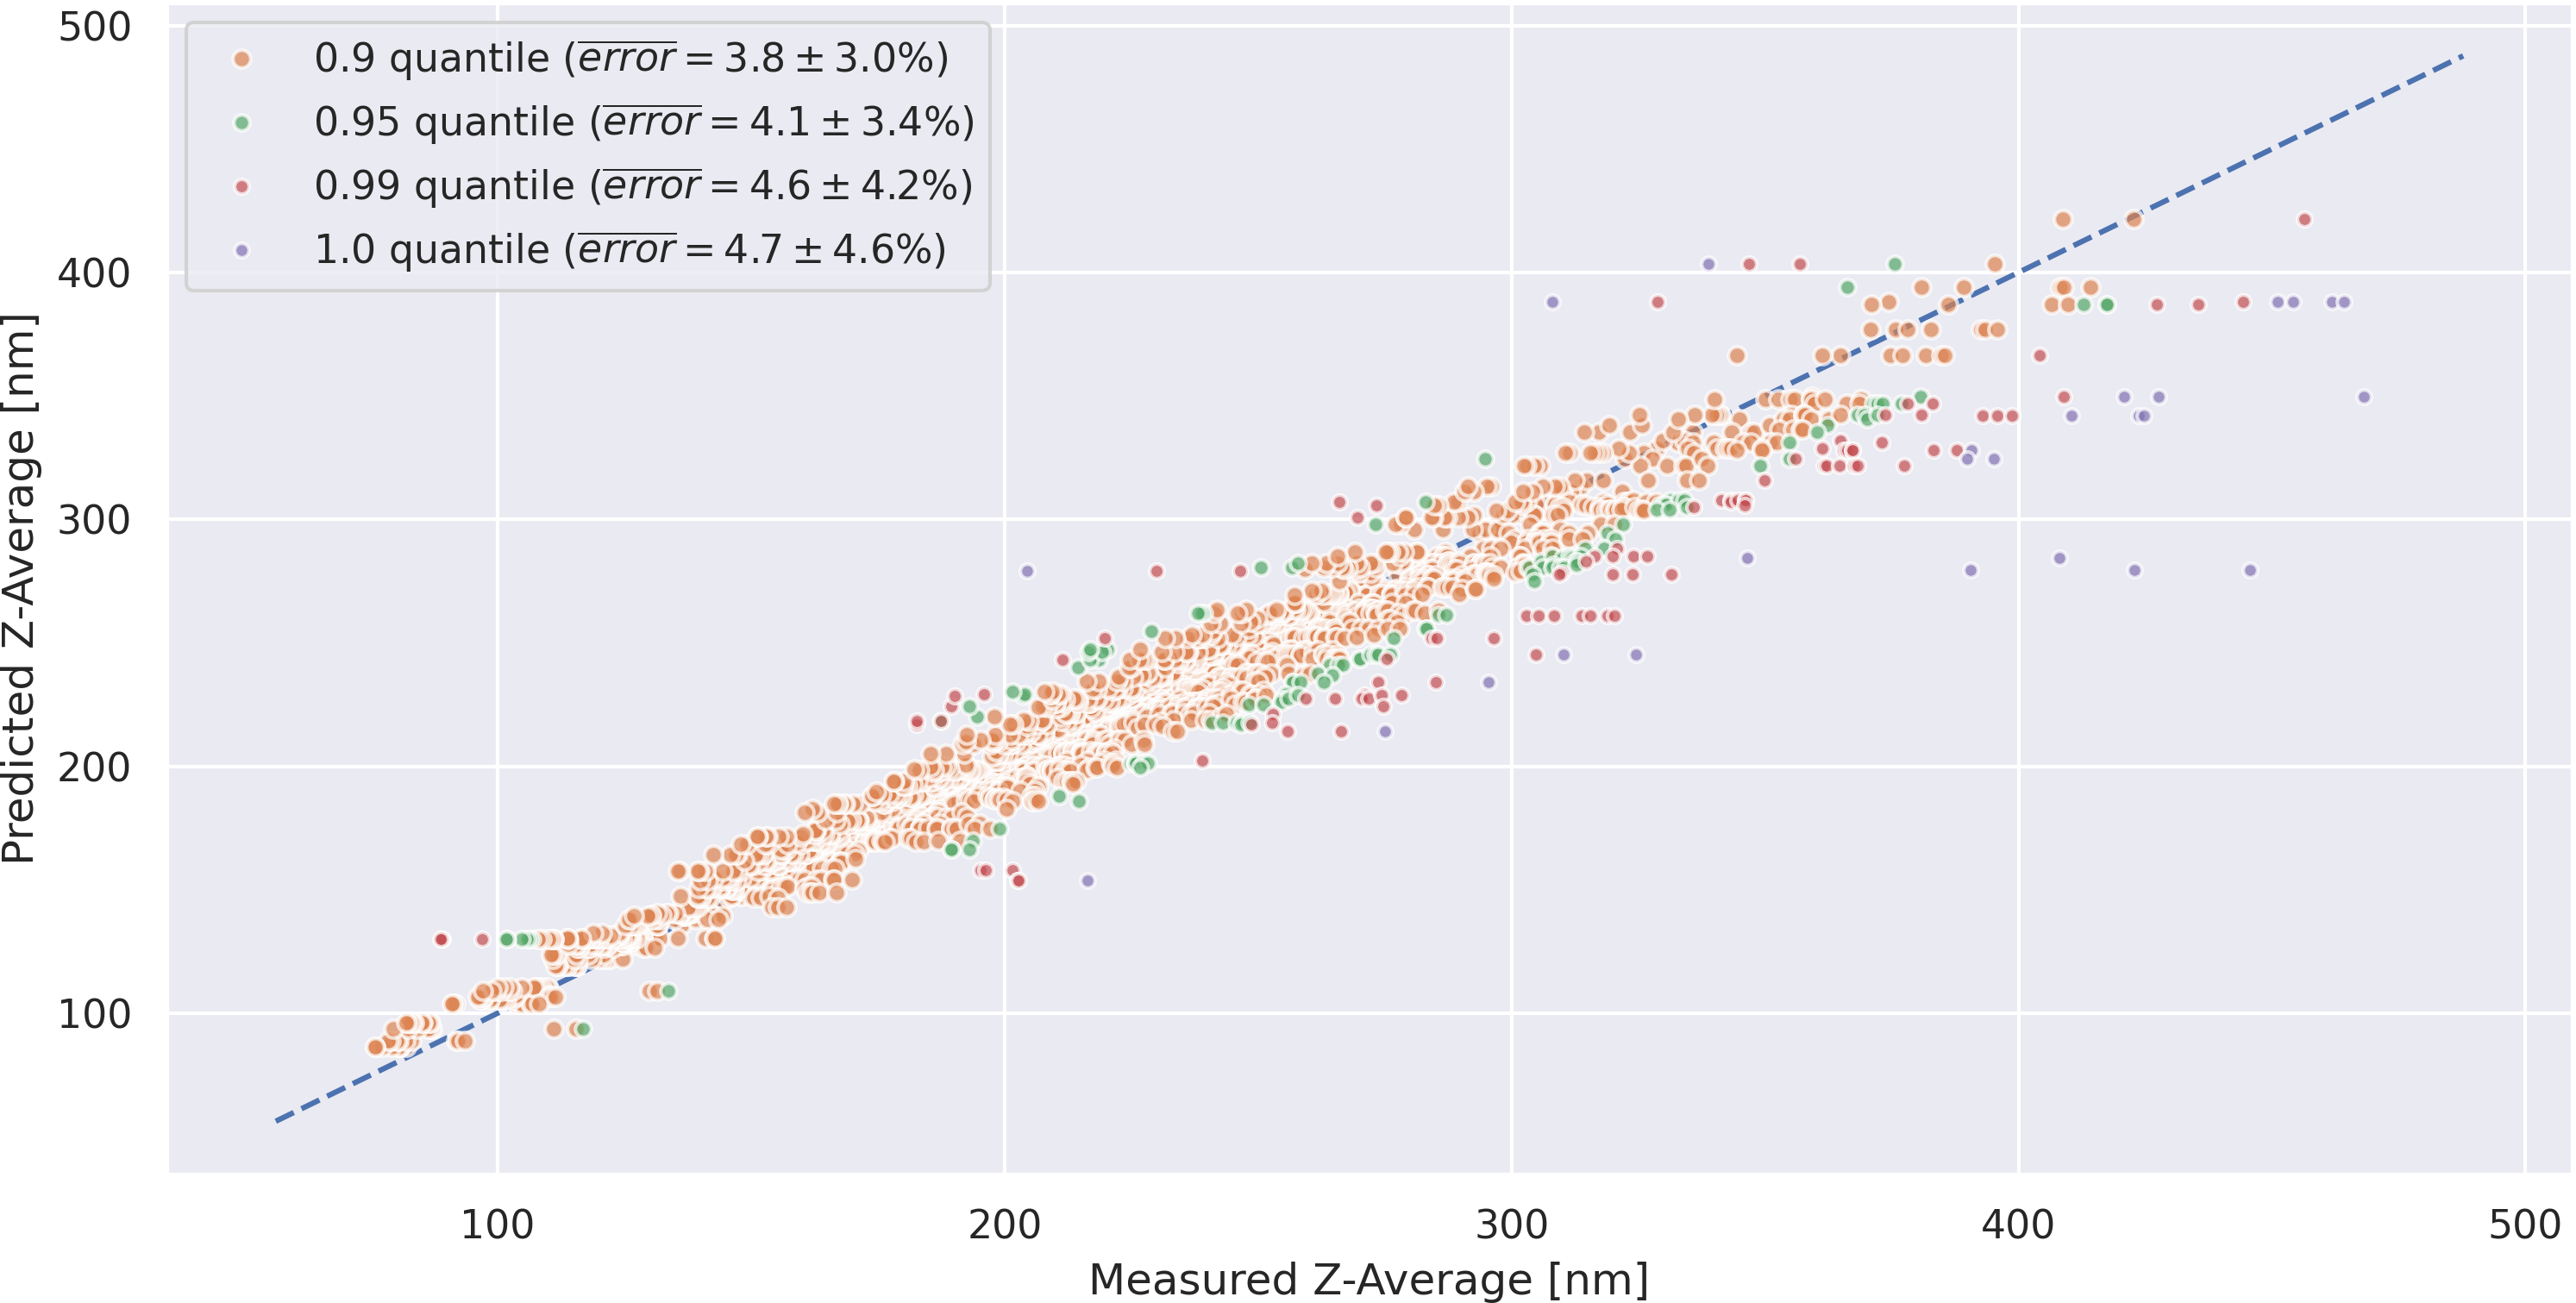 500
400
300
200
100
Predicted Z-Average [nm]
0.9 quantile (error = 3.8 ± 3.0%)
0.95 quantile (error = 4.1 ± 3.4%)
0.99 quantile (error = 4.6 ± 4.2%)
1.0 quantile (error = 4.7 ± 4.6%)
100 200 300 400 500
Measured Z-Average [nm]